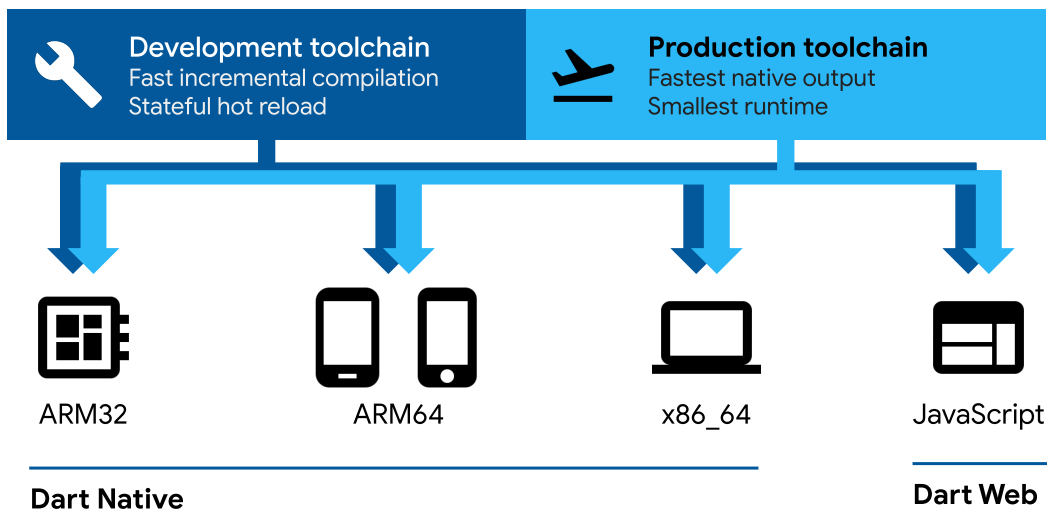 Development toolchain
Fast incremental compilation
Stateful hot reload
Production toolchain
Fastest native output
Smallest runtime
ARM32
ARM64
x86_64
JavaScript
Dart Native
Dart Web